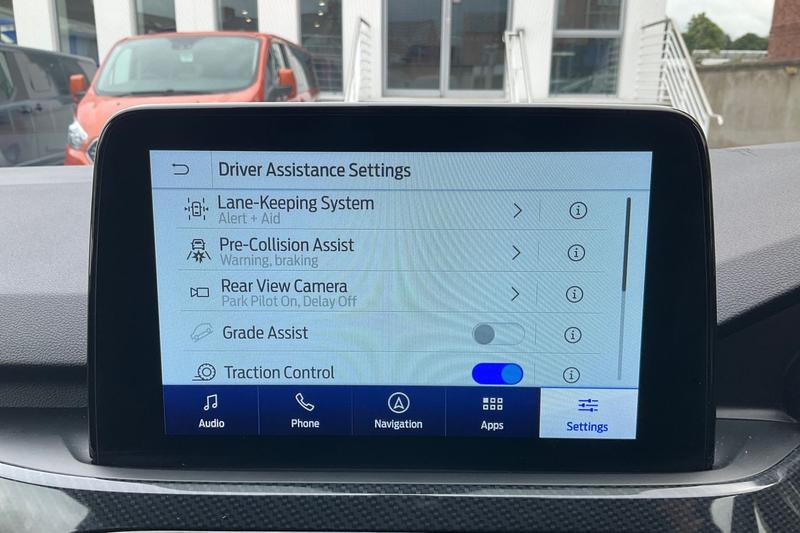 Driver Assistance Settings
Lane-Keeping System
Alert + Aid
Pre-Collision Assist
Warning, braking
Rear View Camera
Park Pilot On, Delay Off
Grade Assist
Traction Control
Audio
Phone
Navigation
Apps
Settings